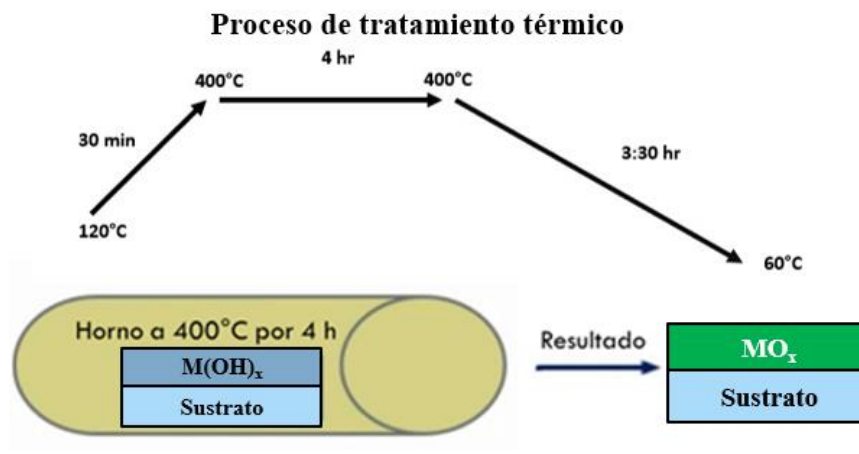 Proceso de tratamiento térmico
4 hr
400°C
400°C
30 min
3:30 hr
120°C
60°C
Horno a 400°C por 4 h
M(OH)x
Sustrato
Resultado
MOx
Sustrato